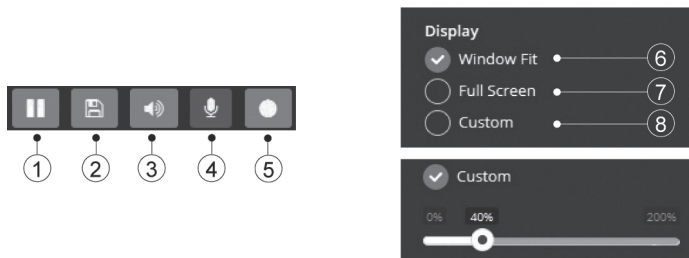 1 2 3 4 5
Display
Window Fit 6
Full Screen 7
Custom 8
Custom
0% 40% 200%